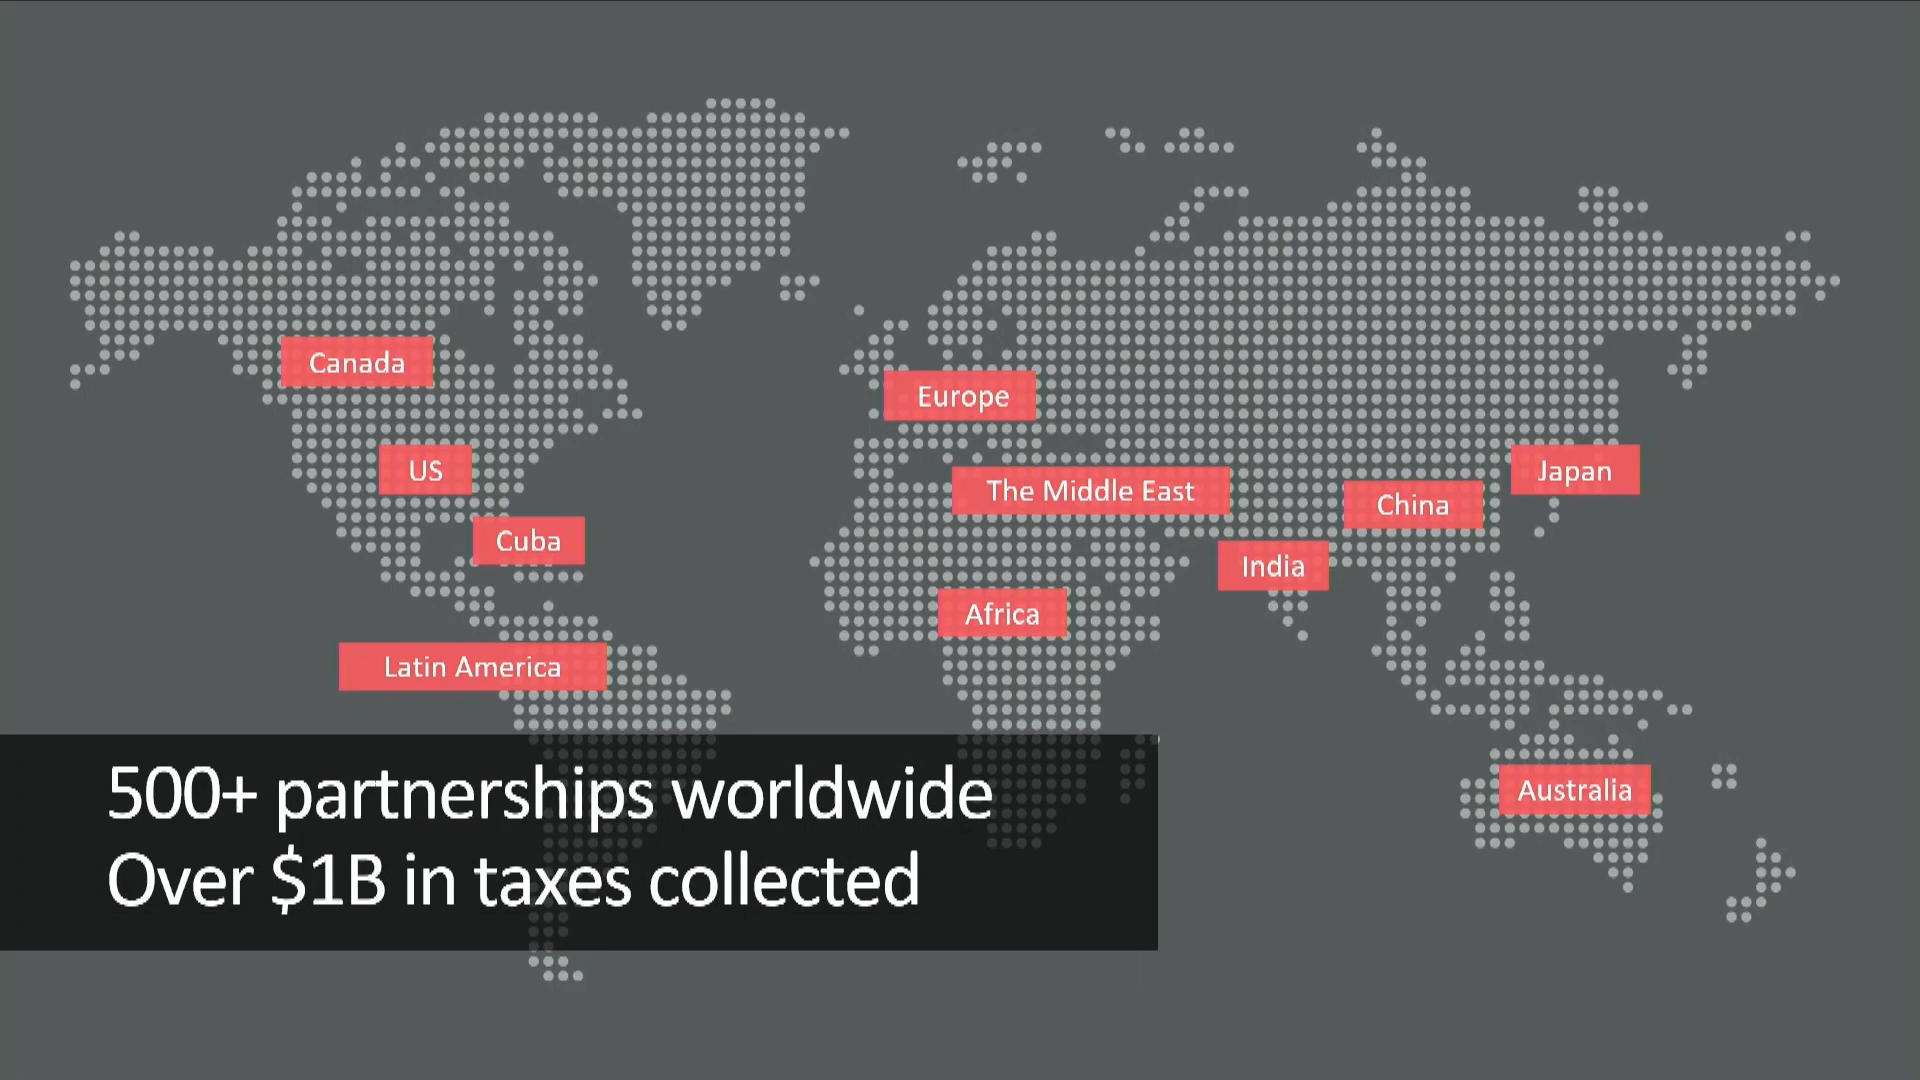 Canada
Europe
US
Japan
The Middle East
China
Cuba
India
Africa
Latin America
Australia
500+ partnerships worldwide
Over $1B in taxes collected